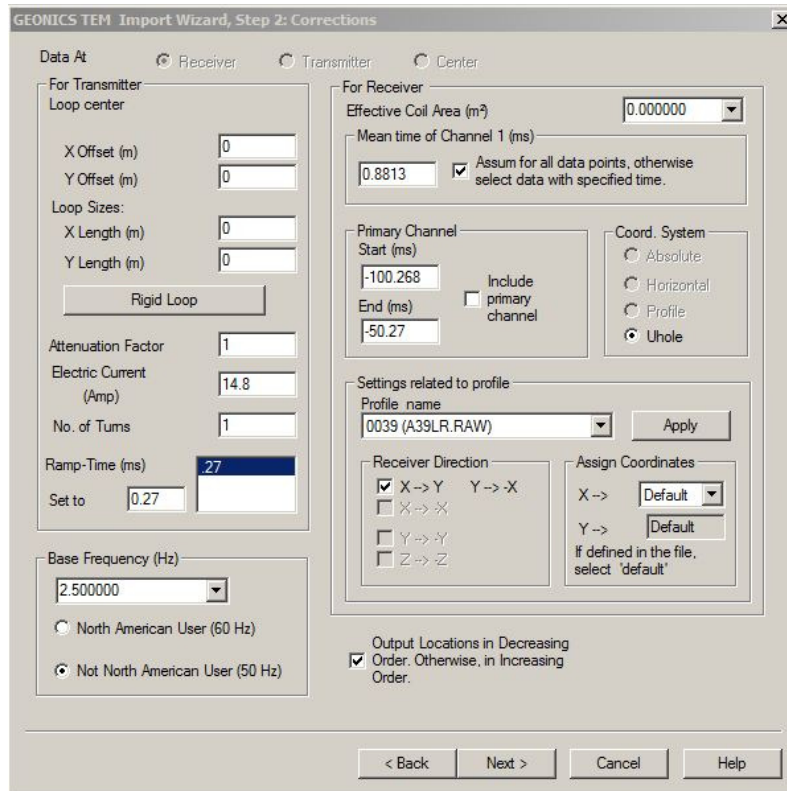 GEONICS TEM Import Wizard, Step 2: Corrections
Data At
Receiver
Transmitter
Center
For Transmitter
Loop center
X Offset (m)
0
Y Offset (m)
0
Loop Sizes:
X Length (m)
0
Y Length (m)
0
Rigid Loop
Attenuation Factor
1
Electric Current
(Amp)
14.8
No. of Turns
1
Ramp-Time (ms)
.27
Set to
0.27
Base Frequency (Hz)
2.500000
North American User (60 Hz)
Not North American User (50 Hz)
For Receiver
Effective Coil Area (m²)
0.000000
Mean time of Channel 1 (ms)
0.8813
Assum for all data points, otherwise
select data with specified time.
Primary Channel
Start (ms)
-100.268
End (ms)
-50.27
Include
primary
channel
Coord. System
Absolute
Horizontal
Profile
Uhole
Settings related to profile
Profile name
0039 (A39LR.RAW)
Apply
Receiver Direction
X --> Y Y --> -X
X --> -X
Y --> -Y
Z --> -Z
Assign Coordinates
X -->
Default
Y -->
Default
If defined in the file,
select 'default'
Output Locations in Decreasing
Order. Otherwise, in Increasing
Order.
< Back
Next >
Cancel
Help